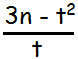 3n - t²
t